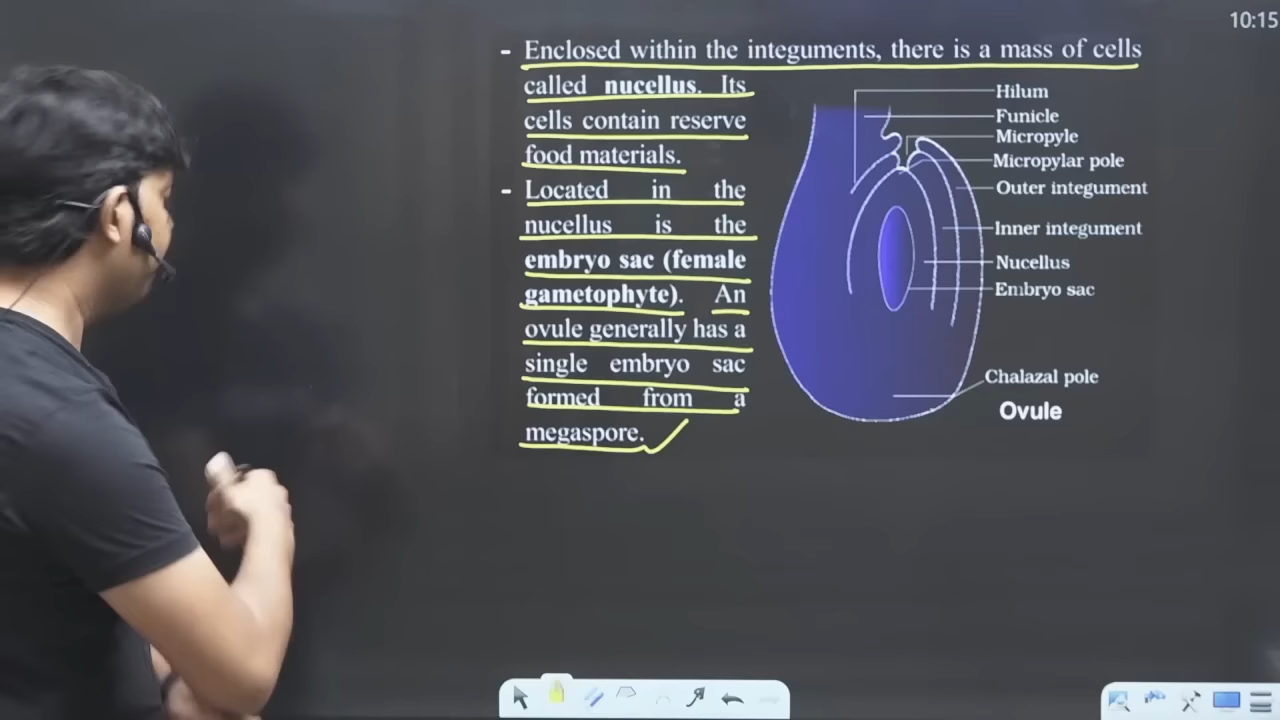 10:15
- Enclosed within the integuments, there is a mass of cells
called nucellus. Its
cells contain reserve
food materials.
- Located in the
nucellus is the
embryo sac (female
gametophyte). An
ovule generally has a
single embryo sac
formed from a
megaspore.
Hilum
Funicle
Micropyle
Micropylar pole
Outer integument
Inner integument
Nucellus
Embryo sac
Chalazal pole
Ovule